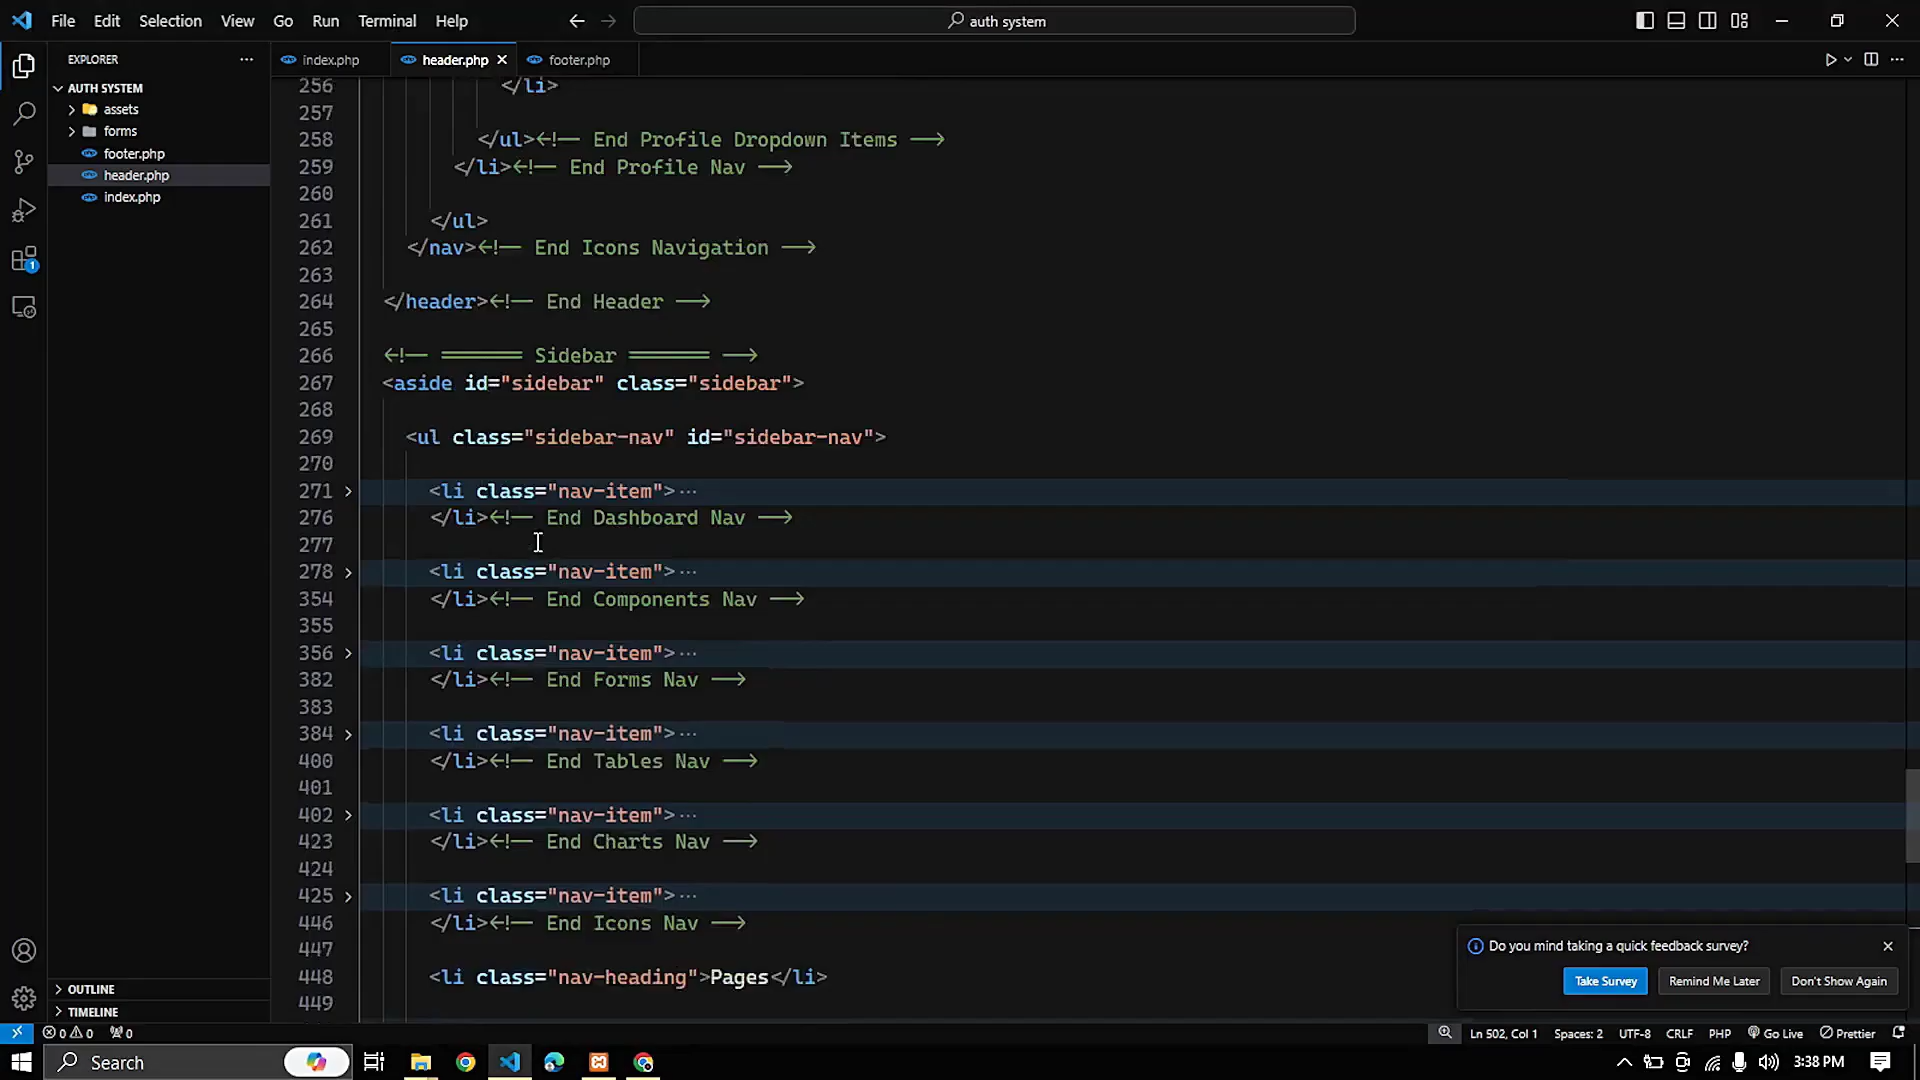 File Edit Selection View Go Run Terminal Help
auth system
EXPLORER
index.php
header.php
footer.php
AUTH SYSTEM
assets
forms
footer.php
header.php
index.php
256 </li>
257
258 </ul><!-- End Profile Dropdown Items -->
259 </li><!-- End Profile Nav -->
260
261 </ul>
262 </nav><!-- End Icons Navigation -->
263
264 </header><!-- End Header -->
265
266 <!-- ======= Sidebar ======= -->
267 <aside id="sidebar" class="sidebar">
268
269 <ul class="sidebar-nav" id="sidebar-nav">
270
271 <li class="nav-item">···
276 </li><!-- End Dashboard Nav -->
277
278 <li class="nav-item">···
354 </li><!-- End Components Nav -->
355
356 <li class="nav-item">···
382 </li><!-- End Forms Nav -->
383
384 <li class="nav-item">···
400 </li><!-- End Tables Nav -->
401
402 <li class="nav-item">···
423 </li><!-- End Charts Nav -->
424
425 <li class="nav-item">···
446 </li><!-- End Icons Nav -->
447
448 <li class="nav-heading">Pages</li>
449
Do you mind taking a quick feedback survey?
Take Survey
Remind Me Later
Don't Show Again
OUTLINE
TIMELINE
0 0 0
Ln 502, Col 1 Spaces: 2 UTF-8 CRLF PHP Go Live Prettier
Search
3:38 PM